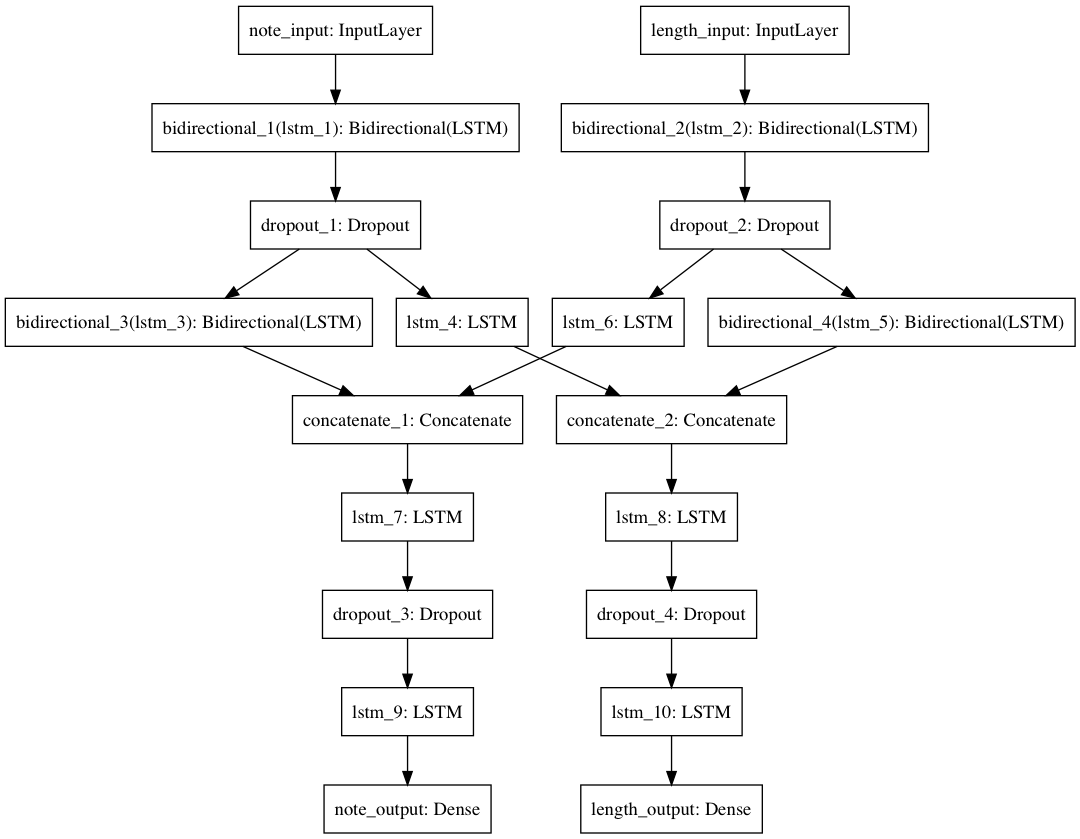 note_input: InputLayer
length_input: InputLayer
bidirectional_1(lstm_1): Bidirectional(LSTM)
bidirectional_2(lstm_2): Bidirectional(LSTM)
dropout_1: Dropout
dropout_2: Dropout
bidirectional_3(lstm_3): Bidirectional(LSTM)
lstm_4: LSTM
lstm_6: LSTM
bidirectional_4(lstm_5): Bidirectional(LSTM)
concatenate_1: Concatenate
concatenate_2: Concatenate
lstm_7: LSTM
lstm_8: LSTM
dropout_3: Dropout
dropout_4: Dropout
lstm_9: LSTM
lstm_10: LSTM
note_output: Dense
length_output: Dense